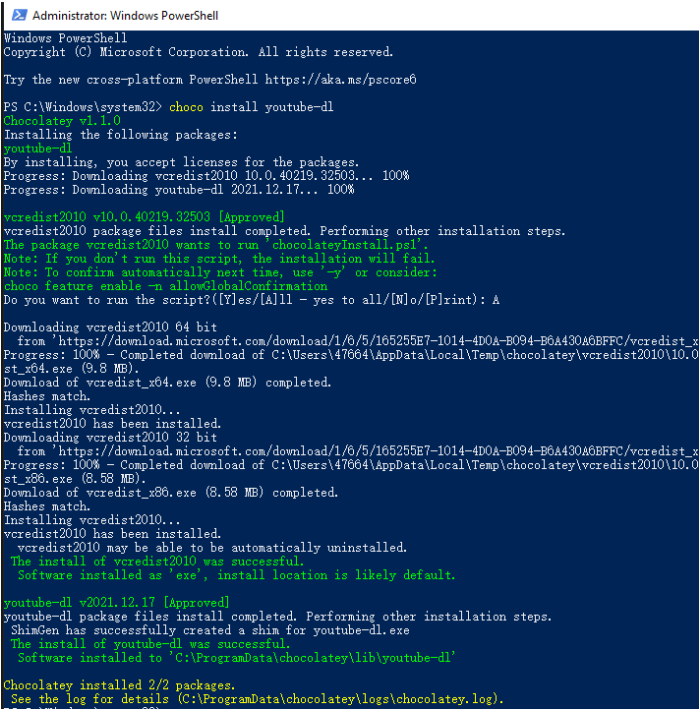 Administrator: Windows PowerShell
Windows PowerShell
Copyright (C) Microsoft Corporation. All rights reserved.
Try the new cross-platform PowerShell https://aka.ms/pscore6
PS C:\Windows\system32> choco install youtube-dl
Chocolatey v1.1.0
Installing the following packages:
youtube-dl
By installing, you accept licenses for the packages.
Progress: Downloading vcredist2010 10.0.40219.32503... 100%
Progress: Downloading youtube-dl 2021.12.17... 100%
vcredist2010 v10.0.40219.32503 [Approved]
vcredist2010 package files install completed. Performing other installation steps.
The package vcredist2010 wants to run 'chocolateyInstall.ps1'.
Note: If you don't run this script, the installation will fail.
Note: To confirm automatically next time, use '-y' or consider:
choco feature enable -n allowGlobalConfirmation
Do you want to run the script?([Y]es/[A]ll - yes to all/[N]o/[P]rint): A
Downloading vcredist2010 64 bit
  from 'https://download.microsoft.com/download/1/6/5/165255E7-1014-4D0A-B094-B6A430A6BFFC/vcredist_x
Progress: 100% - Completed download of C:\Users\47664\AppData\Local\Temp\chocolatey\vcredist2010\10.0
st_x64.exe (9.8 MB).
Download of vcredist_x64.exe (9.8 MB) completed.
Hashes match.
Installing vcredist2010...
vcredist2010 has been installed.
Downloading vcredist2010 32 bit
  from 'https://download.microsoft.com/download/1/6/5/165255E7-1014-4D0A-B094-B6A430A6BFFC/vcredist_x
Progress: 100% - Completed download of C:\Users\47664\AppData\Local\Temp\chocolatey\vcredist2010\10.0
st_x86.exe (8.58 MB).
Download of vcredist_x86.exe (8.58 MB) completed.
Hashes match.
Installing vcredist2010...
vcredist2010 has been installed.
  vcredist2010 may be able to be automatically uninstalled.
 The install of vcredist2010 was successful.
  Software installed as 'exe', install location is likely default.
youtube-dl v2021.12.17 [Approved]
youtube-dl package files install completed. Performing other installation steps.
 ShimGen has successfully created a shim for youtube-dl.exe
 The install of youtube-dl was successful.
  Software installed to 'C:\ProgramData\chocolatey\lib\youtube-dl'
Chocolatey installed 2/2 packages.
 See the log for details (C:\ProgramData\chocolatey\logs\chocolatey.log).